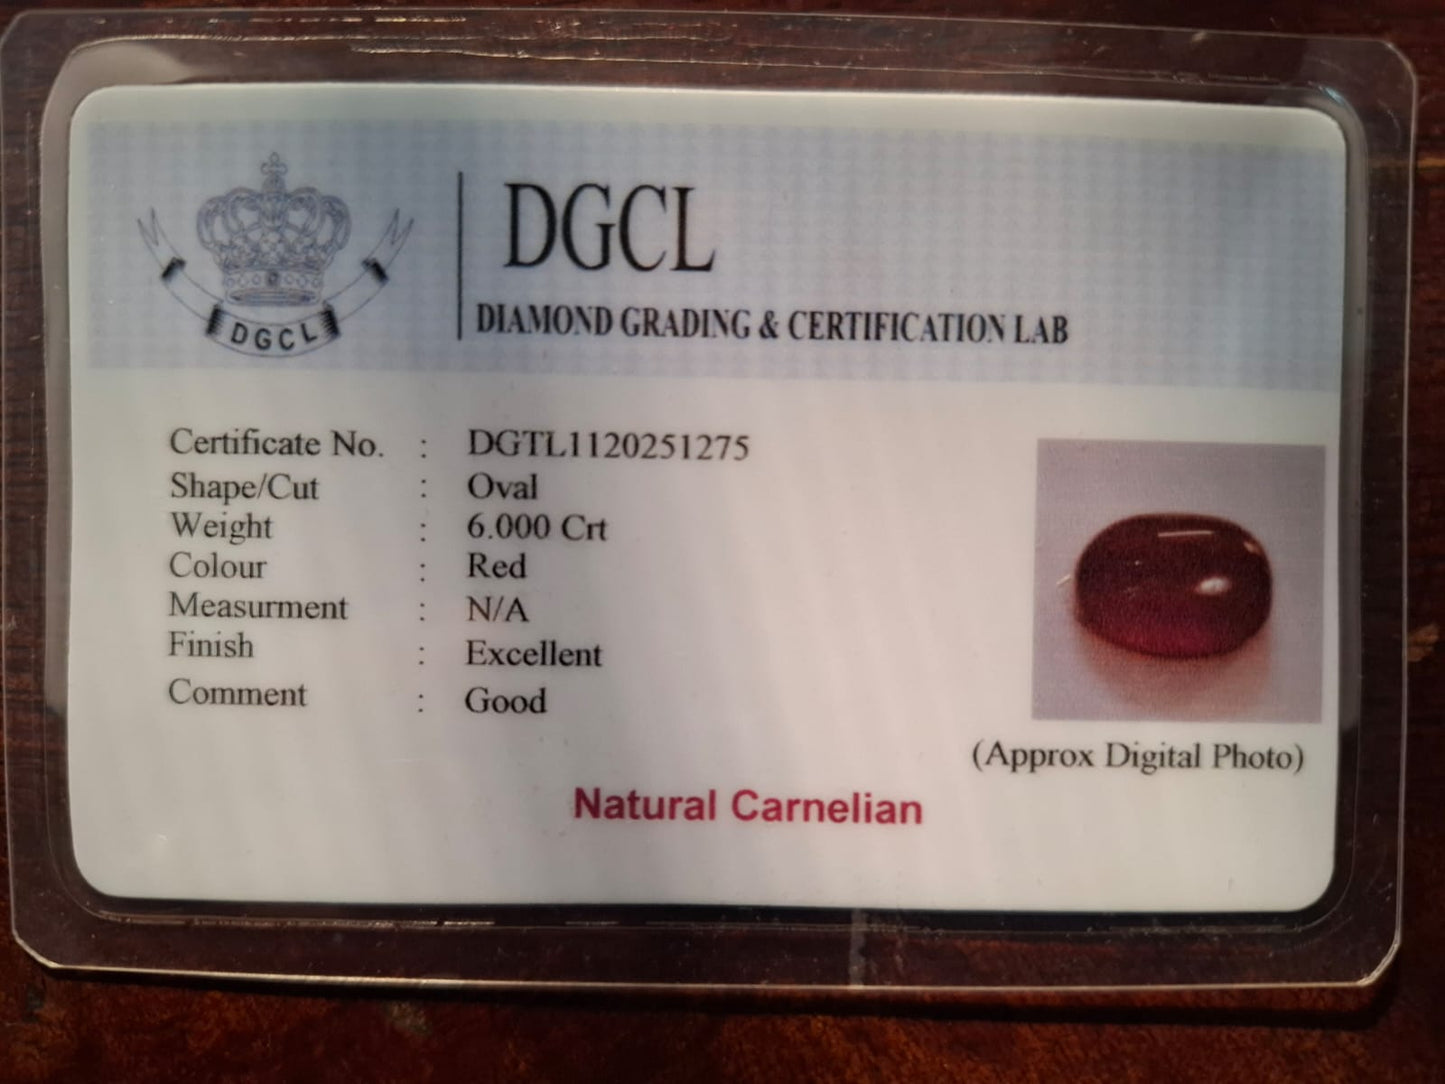 DGCL
DGCL
DIAMOND GRADING & CERTIFICATION LAB
Certificate No. : DGTL1120251275
Shape/Cut : Oval
Weight : 6.000 Crt
Colour : Red
Measurment : N/A
Finish : Excellent
Comment : Good
(Approx Digital Photo)
Natural Carnelian